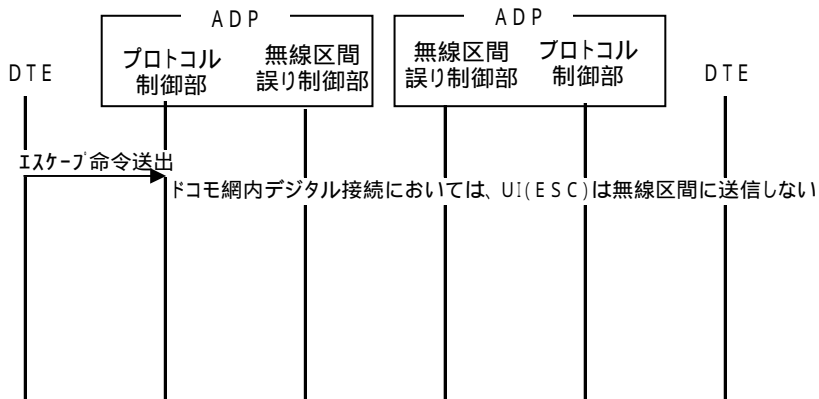 ADP
ADP
DTE
プロトコル
制御部
無線区間
誤り制御部
無線区間
誤り制御部
プロトコル
制御部
DTE
エスケープ命令送出
ドコモ網内デジタル接続においては、UI(ESC)は無線区間に送信しない